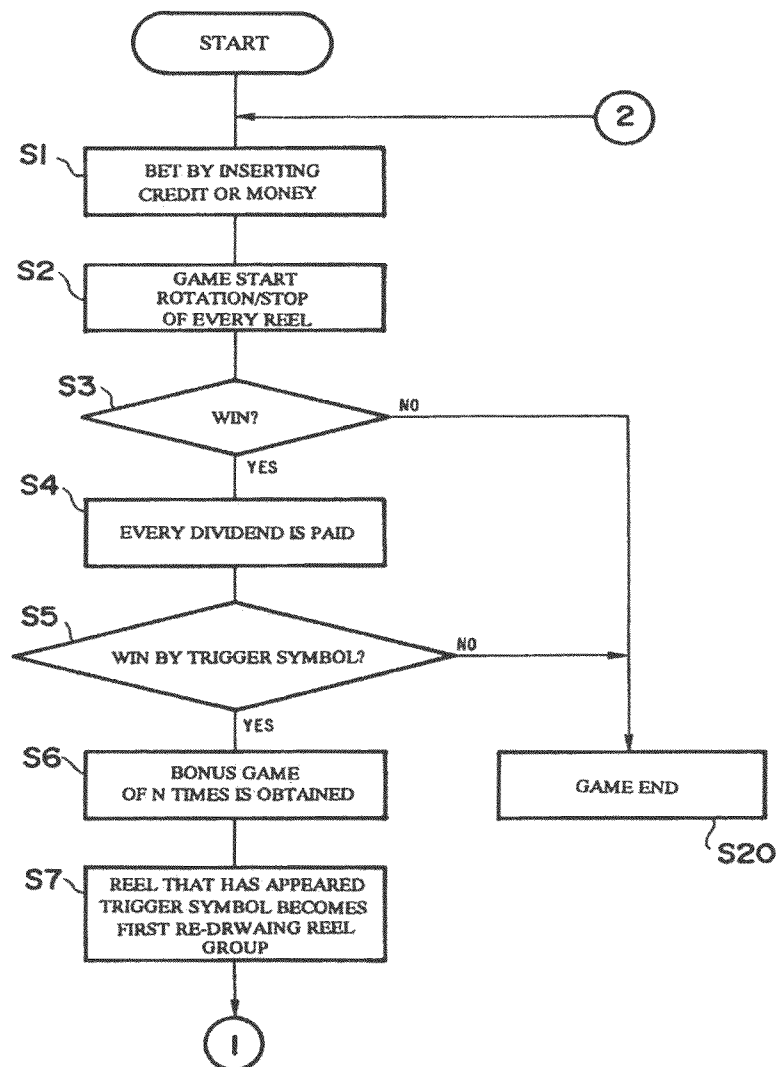 START
2
S1
BET BY INSERTING
CREDIT OR MONEY
S2
GAME START
ROTATION/STOP
OF EVERY REEL
S3
WIN?
NO
YES
S4
EVERY DIVIDEND IS PAID
S5
WIN BY TRIGGER SYMBOL?
NO
YES
S6
BONUS GAME
OF N TIMES IS OBTAINED
GAME END
S20
S7
REEL THAT HAS APPEARED
TRIGGER SYMBOL BECOMES
FIRST RE-DRWAING REEL
GROUP
1